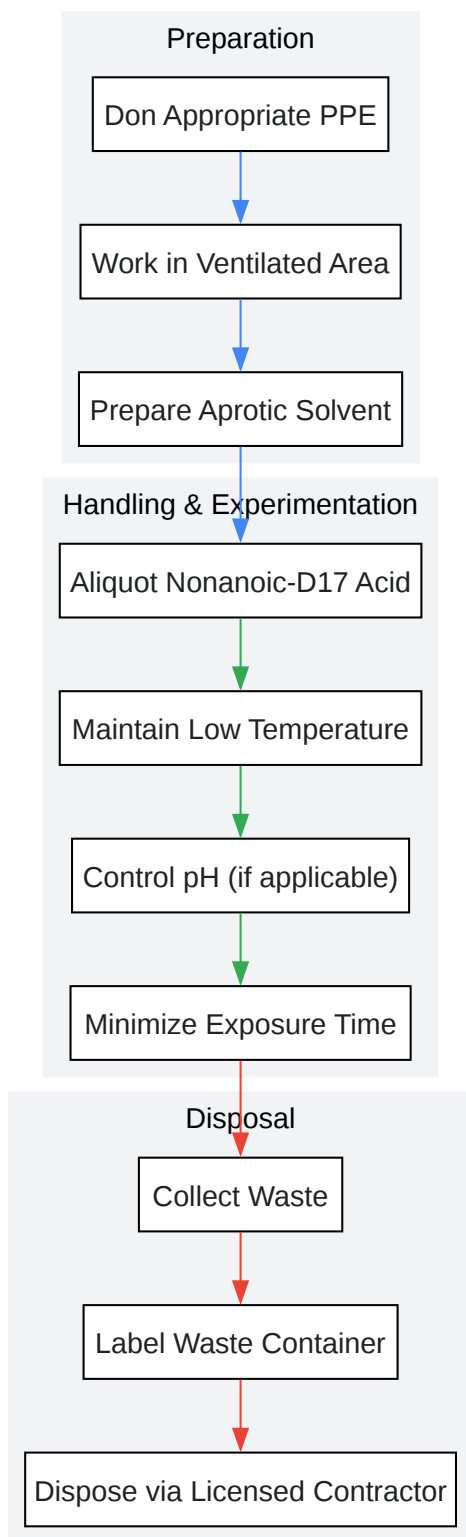 Preparation
Don Appropriate PPE
Work in Ventilated Area
Prepare Aprotic Solvent
Handling & Experimentation
Aliquot Nonanoic-D17 Acid
Maintain Low Temperature
Control pH (if applicable)
Minimize Exposure Time
Disposal
Collect Waste
Label Waste Container
Dispose via Licensed Contractor